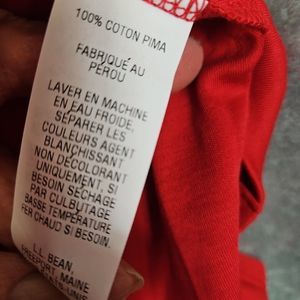 100% COTON PIMA
FABRIQUÉ AU
PÉROU
LAVER EN MACHINE
EN EAU FROIDE,
SÉPARER LES
COULEURS AGENT
BLANCHISSANT
NON DÉCOLORANT
UNIQUEMENT, SI
BESOIN SÉCHAGE
PAR CULBUTAGE
BASSE TEMPÉRATURE
FER CHAUD SI BESOIN.
L.L. BEAN,
FREEPORT, MAINE